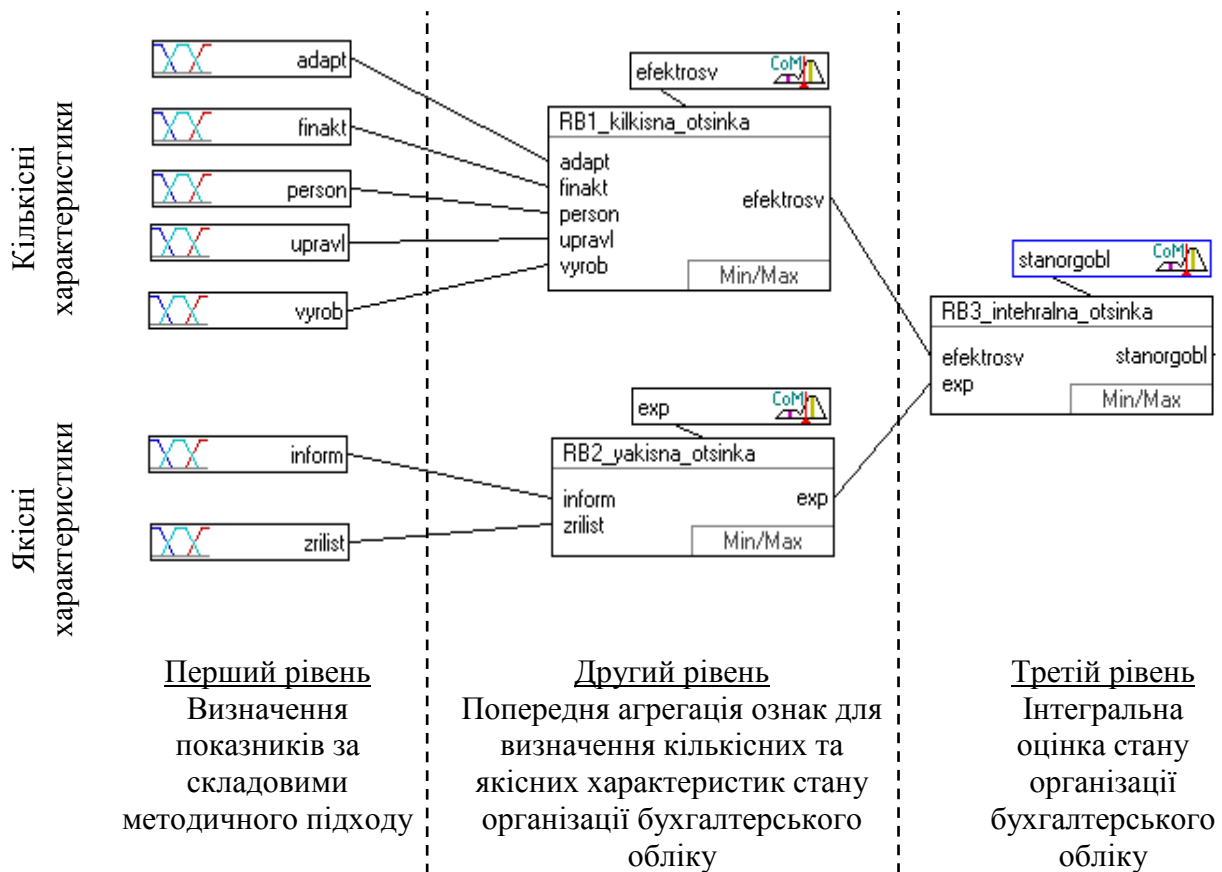 Кількісні
характеристики
adapt
finakt
person
upravl
vyrob
CoM
efektrosv
RB1_kilkisna_otsinka
adapt
finakt
person
upravl
vyrob
efektrosv
Min/Max
Якісні
характеристики
inform
zrilist
CoM
exp
RB2_yakisna_otsinka
inform
zrilist
exp
Min/Max
CoM
stanorgobl
RB3_intehralna_otsinka
efektrosv
exp
stanorgobl
Min/Max
Перший рівень
Визначення
показників за
складовими
методичного підходу
Другий рівень
Попередня агрегація ознак для
визначення кількісних та
якісних характеристик стану
організації бухгалтерського
обліку
Третій рівень
Інтегральна
оцінка стану
організації
бухгалтерського
обліку